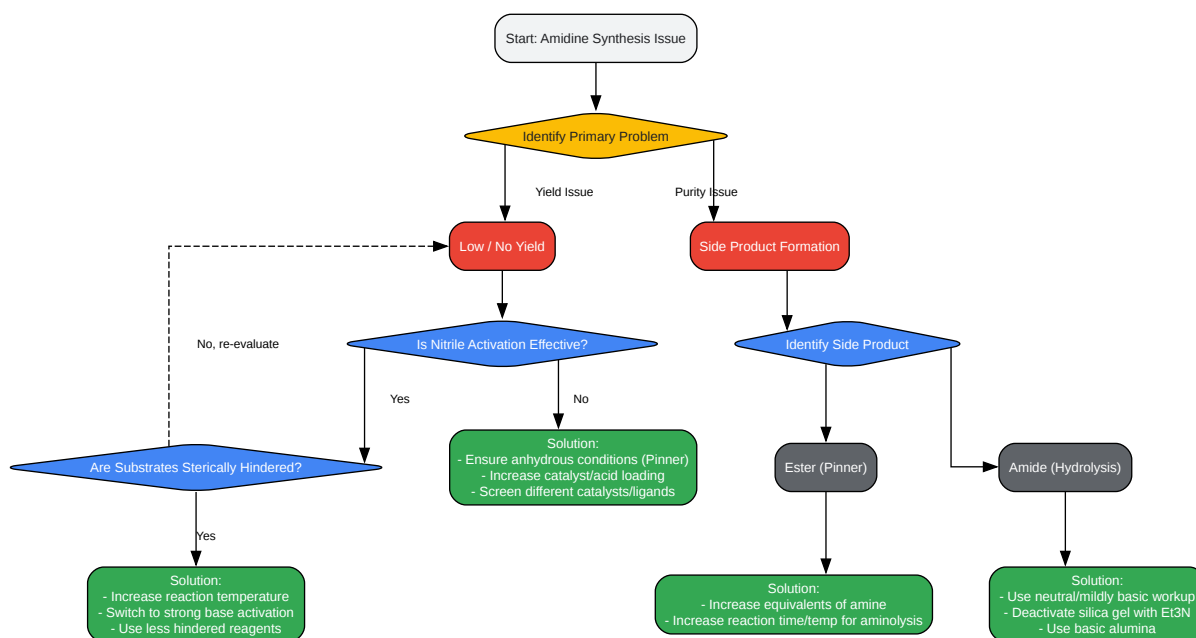 Start: Amidine Synthesis Issue
Identify Primary Problem
Yield Issue
Purity Issue
Low / No Yield
Side Product Formation
No, re-evaluate
Is Nitrile Activation Effective?
Identify Side Product
Yes
No
Are Substrates Sterically Hindered?
Solution:
- Ensure anhydrous conditions (Pinner)
- Increase catalyst/acid loading
- Screen different catalysts/ligands
Ester (Pinner)
Amide (Hydrolysis)
Yes
Solution:
- Increase reaction temperature
- Switch to strong base activation
- Use less hindered reagents
Solution:
- Increase equivalents of amine
- Increase reaction time/temp for aminolysis
Solution:
- Use neutral/mildly basic workup
- Deactivate silica gel with Et3N
- Use basic alumina